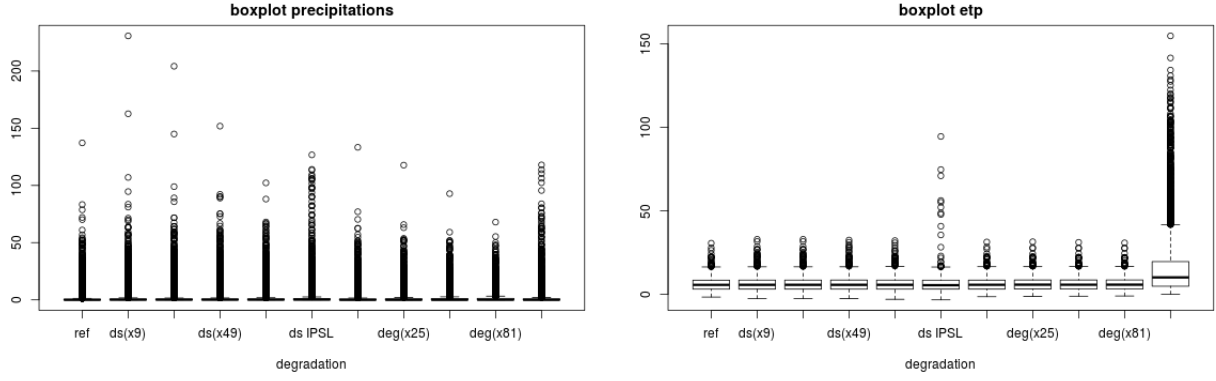 boxplot precipitations
200
150
100
50
0
ref ds(x9) ds(x49) ds IPSL deg(x25) deg(x81)
degradation
boxplot etp
150
100
50
0
ref ds(x9) ds(x49) ds IPSL deg(x25) deg(x81)
degradation